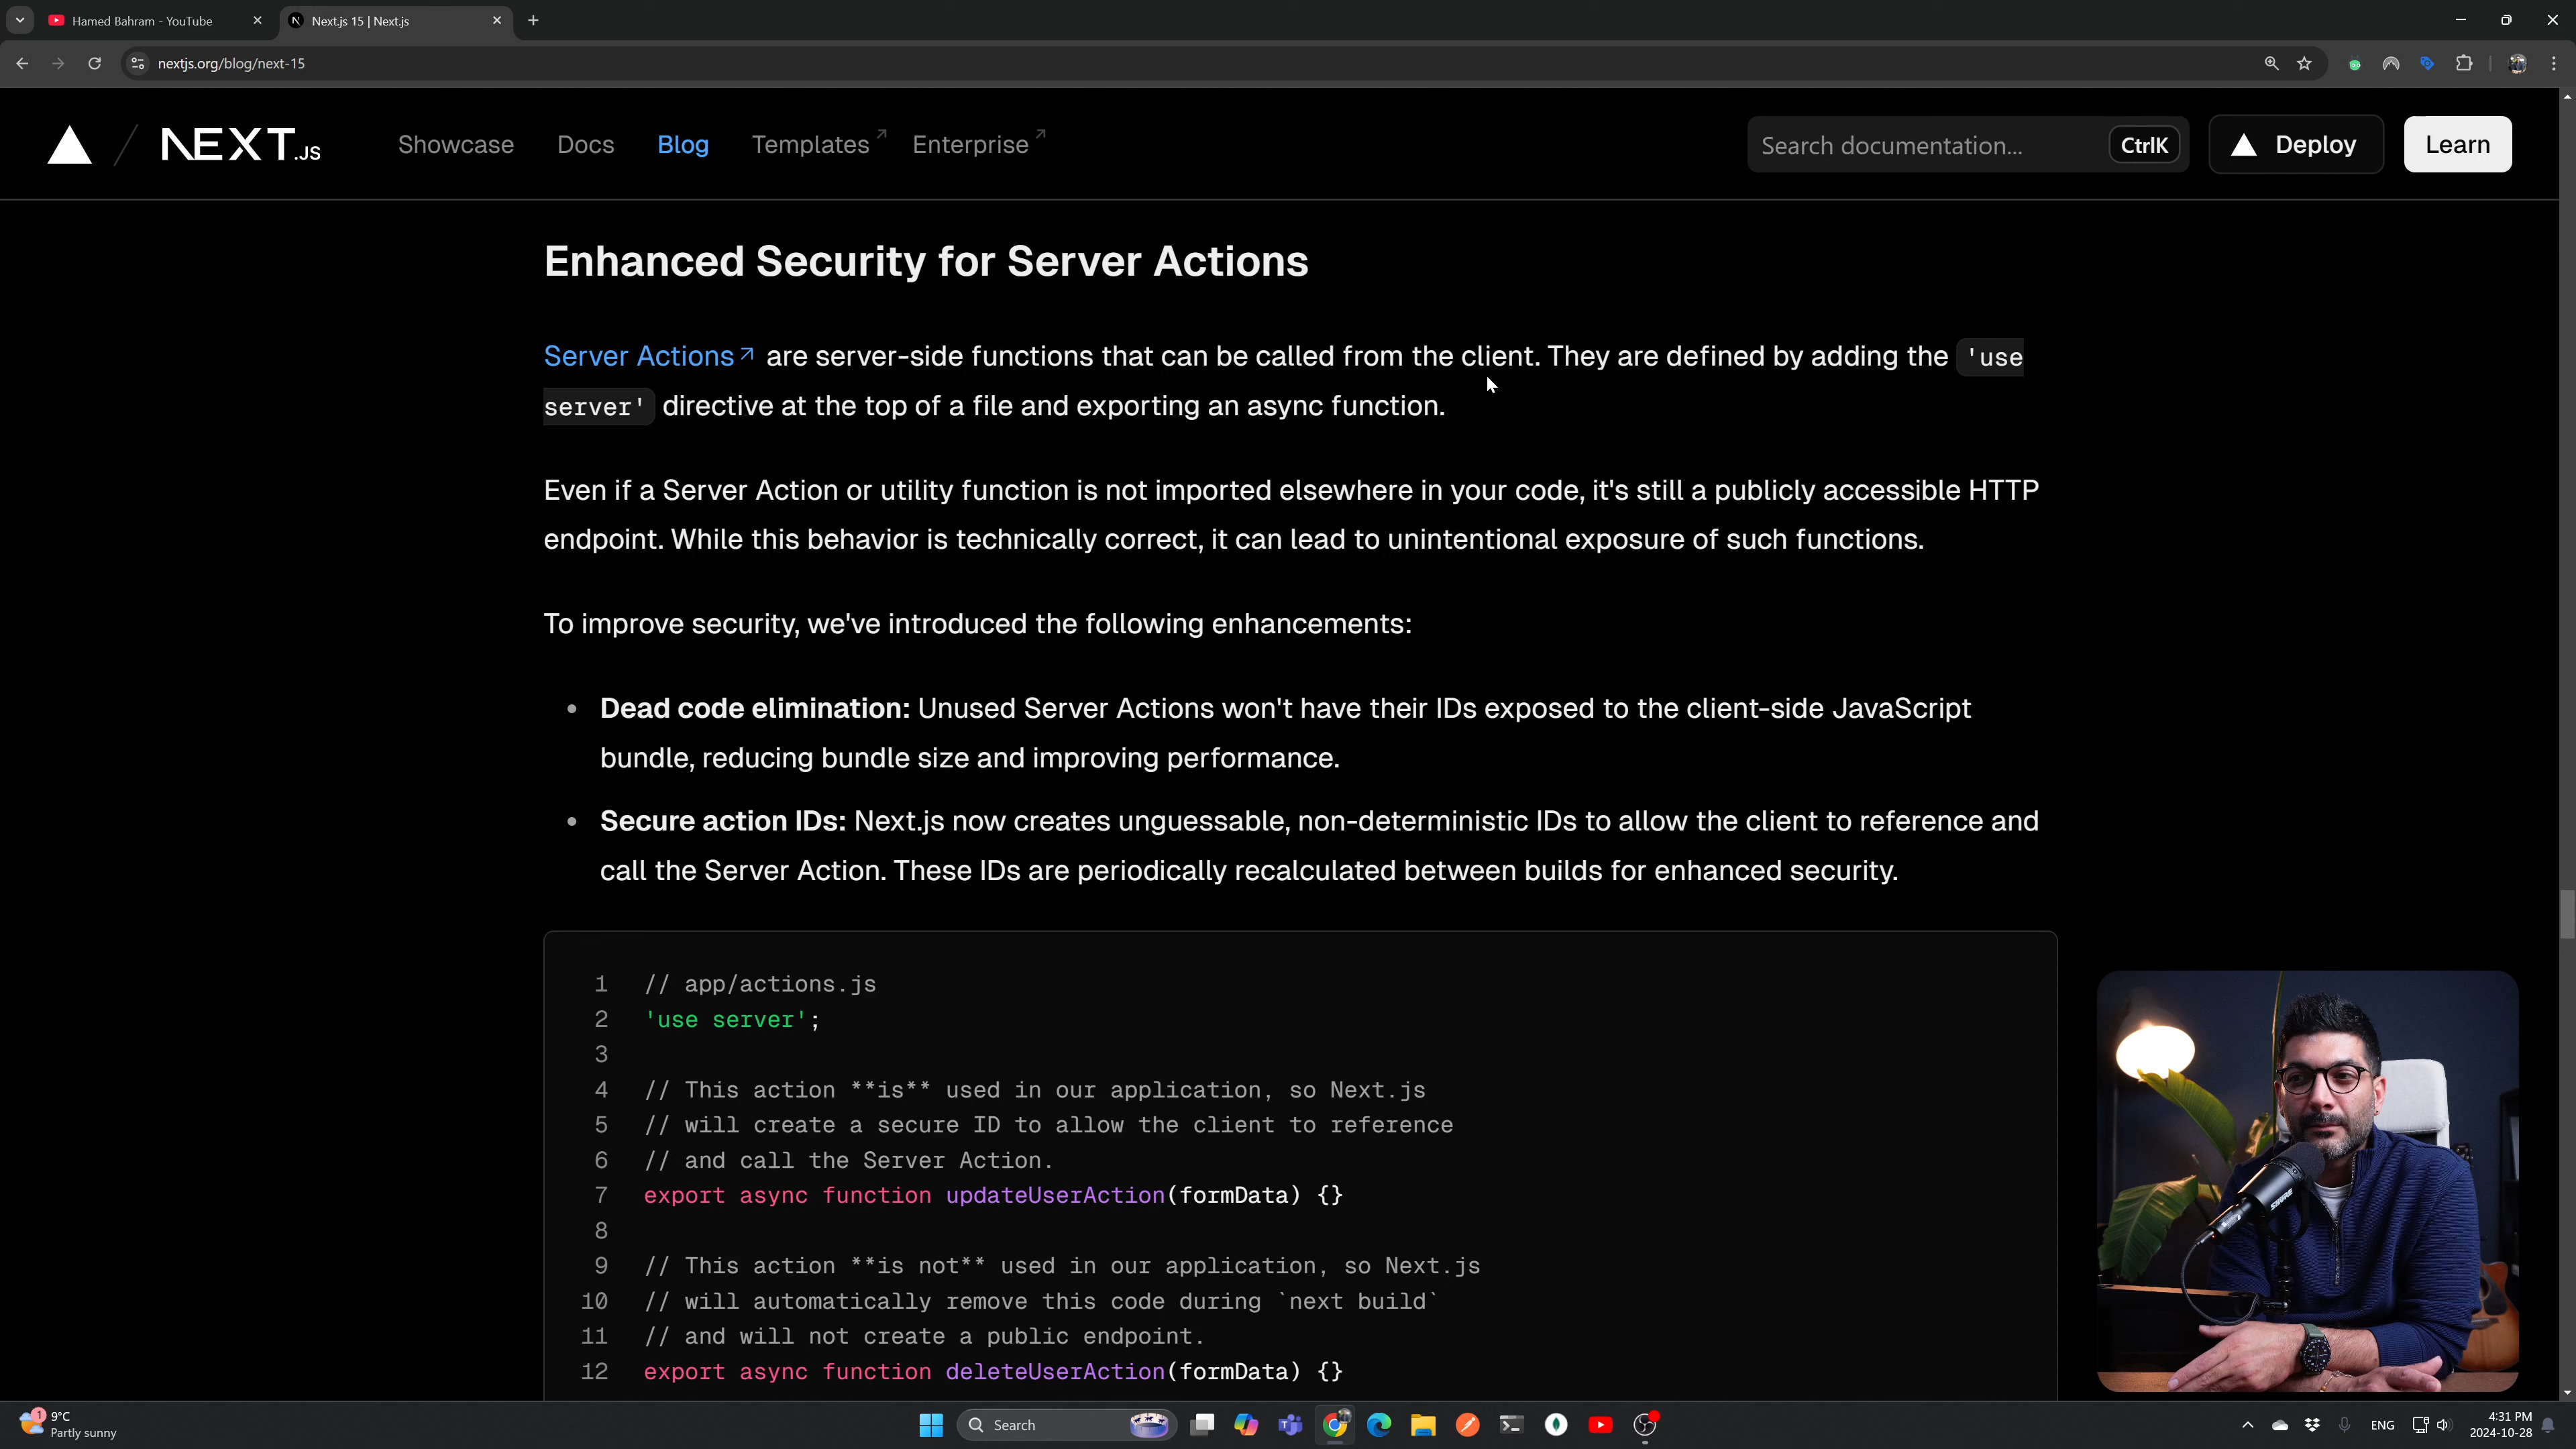 Hamed Bahram - YouTube
Next.js 15 | Next.js
nextjs.org/blog/next-15
NEXT.JS
Showcase
Docs
Blog
Templates
Enterprise
Search documentation...
CtrlK
Deploy
Learn
Enhanced Security for Server Actions
Server Actions are server-side functions that can be called from the client. They are defined by adding the 'use
server' directive at the top of a file and exporting an async function.
Even if a Server Action or utility function is not imported elsewhere in your code, it's still a publicly accessible HTTP
endpoint. While this behavior is technically correct, it can lead to unintentional exposure of such functions.
To improve security, we've introduced the following enhancements:
• Dead code elimination: Unused Server Actions won't have their IDs exposed to the client-side JavaScript
bundle, reducing bundle size and improving performance.
• Secure action IDs: Next.js now creates unguessable, non-deterministic IDs to allow the client to reference and
call the Server Action. These IDs are periodically recalculated between builds for enhanced security.
1 // app/actions.js
2 'use server';
3
4 // This action **is** used in our application, so Next.js
5 // will create a secure ID to allow the client to reference
6 // and call the Server Action.
7 export async function updateUserAction(formData) {}
8
9 // This action **is not** used in our application, so Next.js
10 // will automatically remove this code during `next build`
11 // and will not create a public endpoint.
12 export async function deleteUserAction(formData) {}
SHURE
1
9°C
Partly sunny
Search
ENG
4:31 PM
2024-10-28